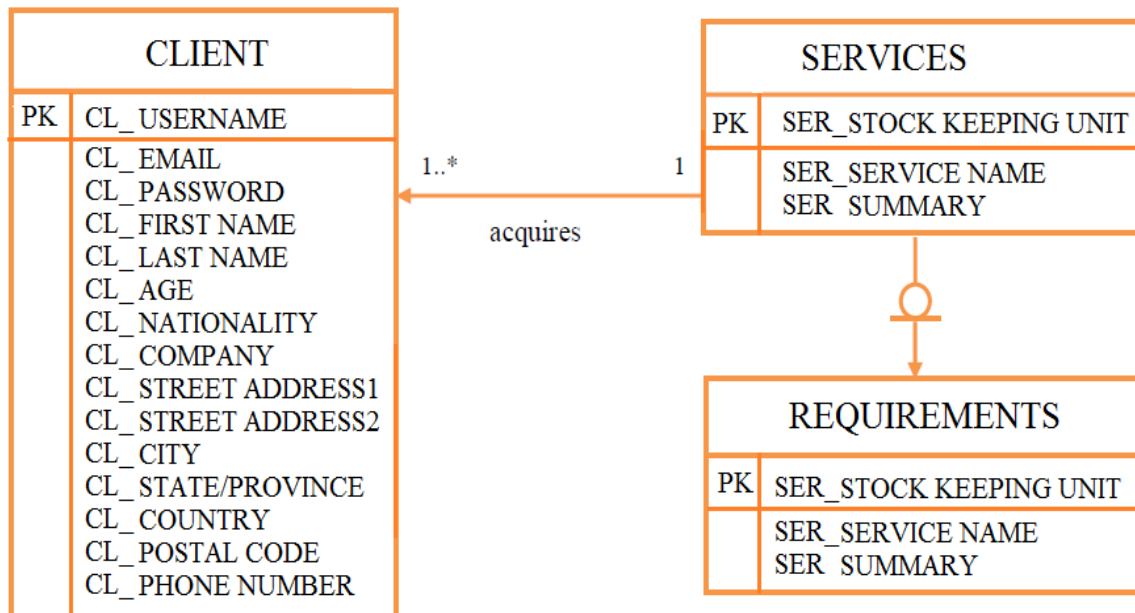 CLIENT
PK CL_ USERNAME
CL_ EMAIL
CL_ PASSWORD
CL_ FIRST NAME
CL_ LAST NAME
CL_ AGE
CL_ NATIONALITY
CL_ COMPANY
CL_ STREET ADDRESS1
CL_ STREET ADDRESS2
CL_ CITY
CL_ STATE/PROVINCE
CL_ COUNTRY
CL_ POSTAL CODE
CL_ PHONE NUMBER
1..* 1
acquires
SERVICES
PK SER_STOCK KEEPING UNIT
SER_SERVICE NAME
SER SUMMARY
REQUIREMENTS
PK SER_STOCK KEEPING UNIT
SER_SERVICE NAME
SER SUMMARY